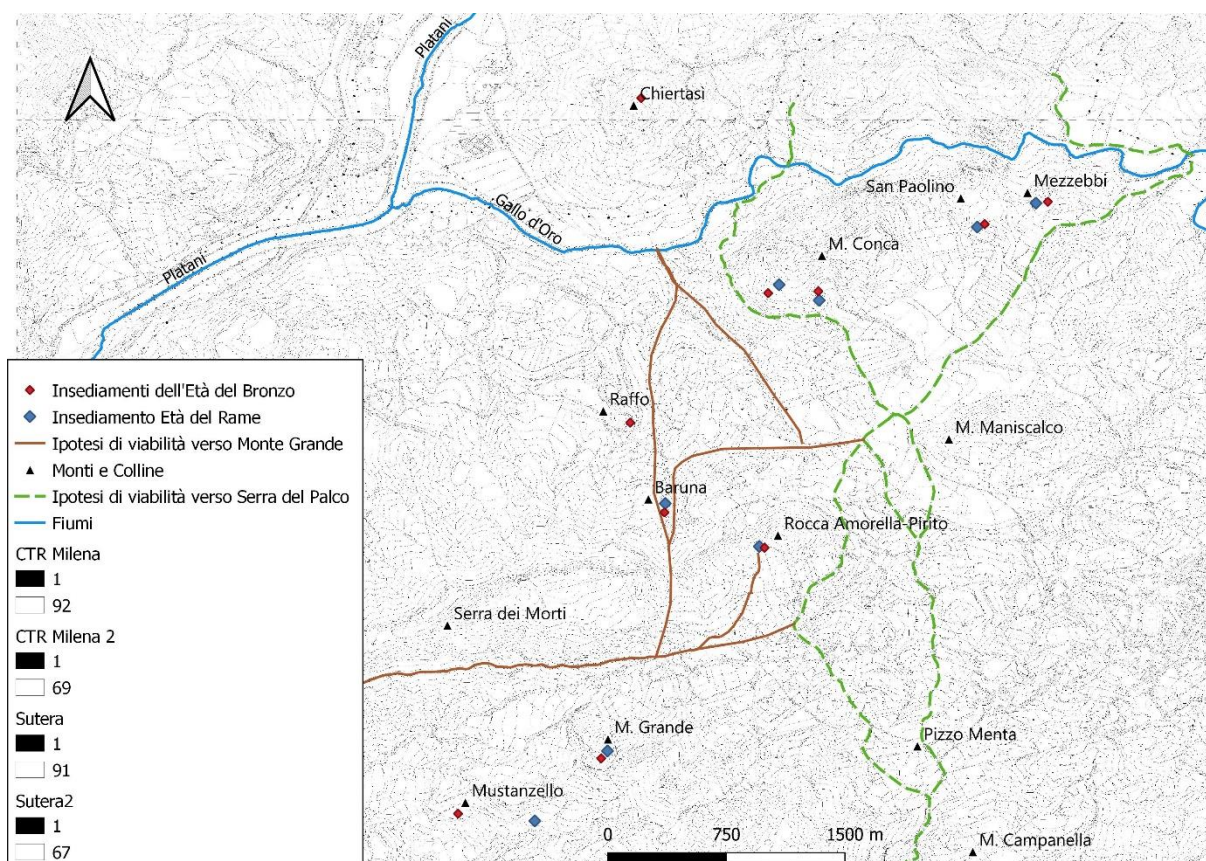 Platani
Chiertasì
San Paolino
Mezzebbi
Gallo d'Oro
M. Conca
Platani
Insediamenti dell'Età del Bronzo
Insediamento Età del Rame
Ipotesi di viabilità verso Monte Grande
Monti e Colline
Ipotesi di viabilità verso Serra del Palco
Fiumi
CTR Milena
1
92
CTR Milena 2
1
69
Sutera
1
91
Sutera2
1
67
Raffo
M. Maniscalco
Baruna
Rocca Amorella-Pirito
Serra dei Morti
M. Grande
Pizzo Menta
Mustanzello
0 750 1500 m
M. Campanella